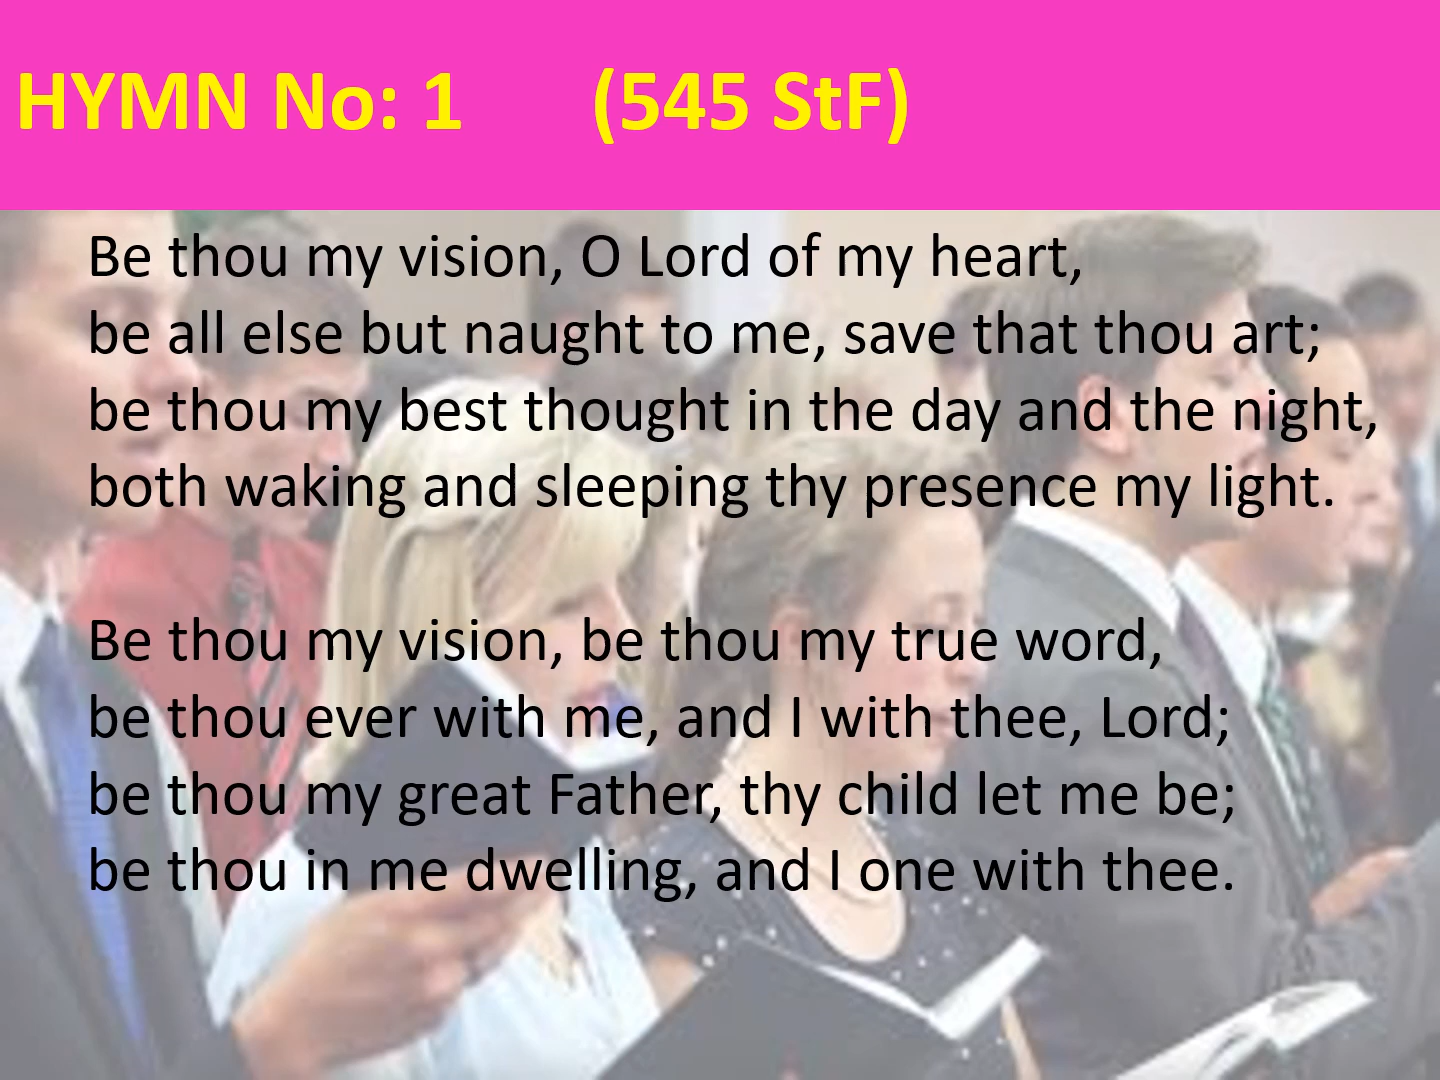 HYMN No: 1 (545 StF)
Be thou my vision, O Lord of my heart,
be all else but naught to me, save that thou art;
be thou my best thought in the day and the night,
both waking and sleeping thy presence my light.
Be thou my vision, be thou my true word,
be thou ever with me, and I with thee, Lord;
be thou my great Father, thy child let me be;
be thou in me dwelling, and I one with thee.